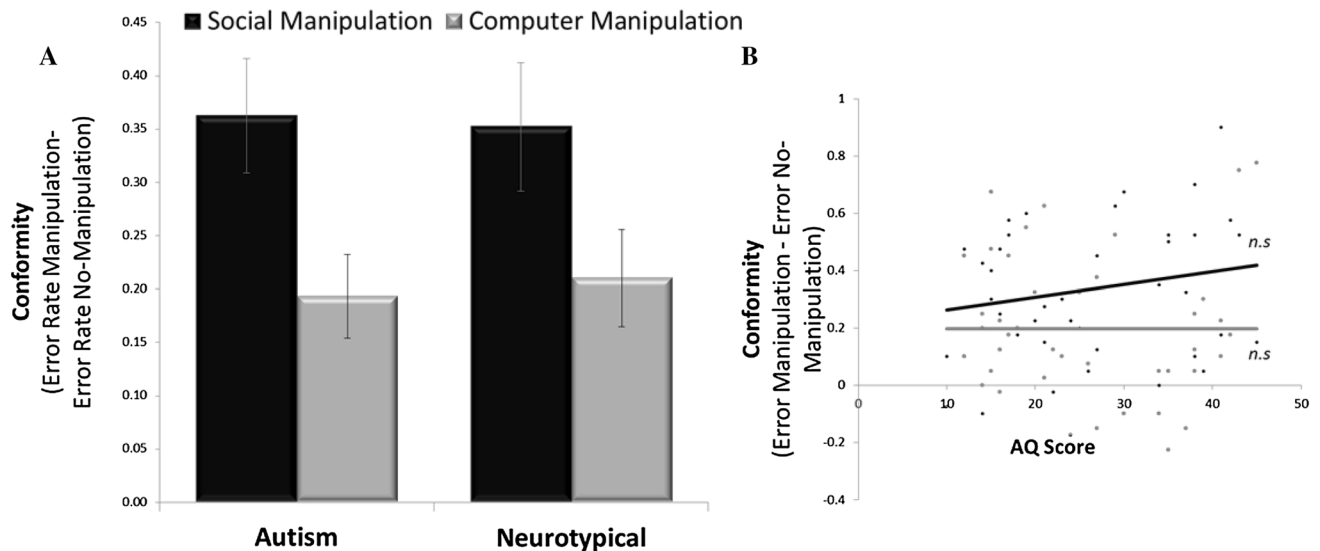 A
Social Manipulation Computer Manipulation
Conformity
(Error Rate Manipulation-
Error Rate No-Manipulation)
0.45
0.40
0.35
0.30
0.25
0.20
0.15
0.10
0.05
0.00
Autism Neurotypical
B
Conformity
(Error Manipulation - Error No-
Manipulation)
1
0.8
0.6
0.4
0.2
0
-0.2
-0.4
n.s
n.s
0 10 20 30 40 50
AQ Score